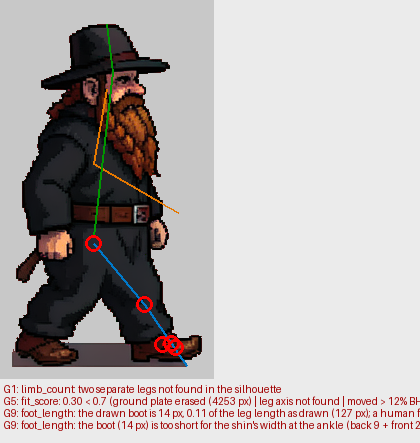 G1: limb_count: two separate legs not found in the silhouette
G5: fit_score: 0.30 < 0.7 (ground plate erased (4253 px) | leg axis not found | moved > 12% BH
G9: foot_length: the drawn boot is 14 px, 0.11 of the leg length as drawn (127 px); a human f
G9: foot_length: the boot (14 px) is too short for the shin's width at the ankle (back 9 + front 2